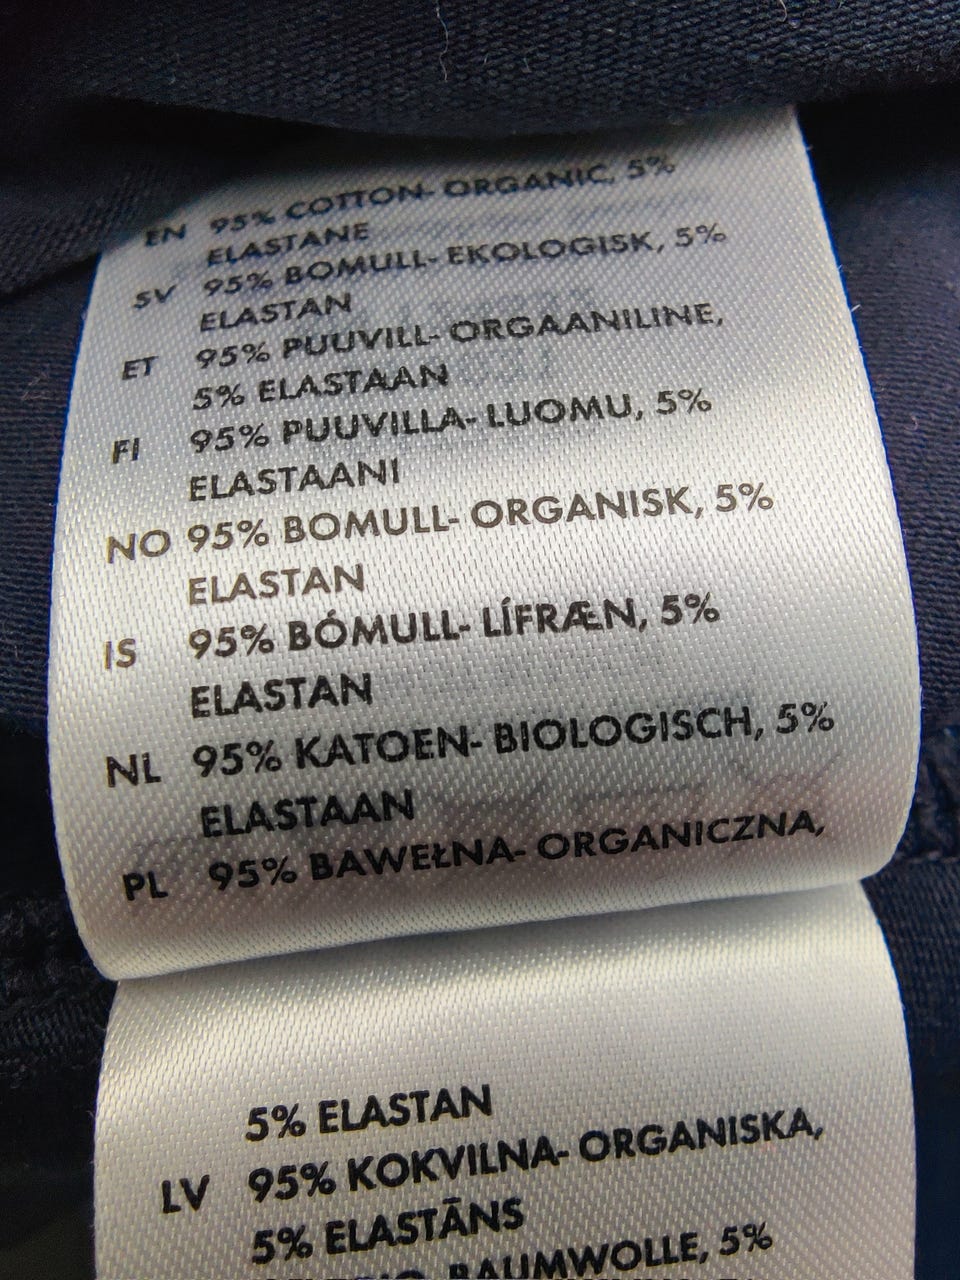 EN 95% COTTON- ORGANIC, 5%
ELASTANE
SV 95% BOMULL- EKOLOGISK, 5%
ELASTAN
ET 95% PUUVILL- ORGAANILINE,
5% ELASTAAN
FI 95% PUUVILLA- LUOMU, 5%
ELASTAANI
NO 95% BOMULL- ORGANISK, 5%
ELASTAN
IS 95% BÓMULL- LÍFRÆN, 5%
ELASTAN
NL 95% KATOEN- BIOLOGISCH, 5%
ELASTAAN
PL 95% BAWEŁNA- ORGANICZNA,
5% ELASTAN
LV 95% KOKVILNA- ORGANISKA,
5% ELASTĀNS
BAUMWOLLE, 5%